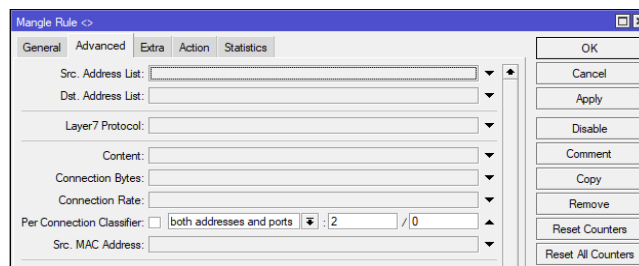 Mangle Rule <>
General Advanced Extra Action Statistics
OK
Src. Address List:
Cancel
Dst. Address List:
Apply
Layer7 Protocol:
Disable
Content:
Comment
Connection Bytes:
Copy
Connection Rate:
Remove
Per Connection Classifier: both addresses and ports : 2 / 0
Reset Counters
Src. MAC Address:
Reset All Counters